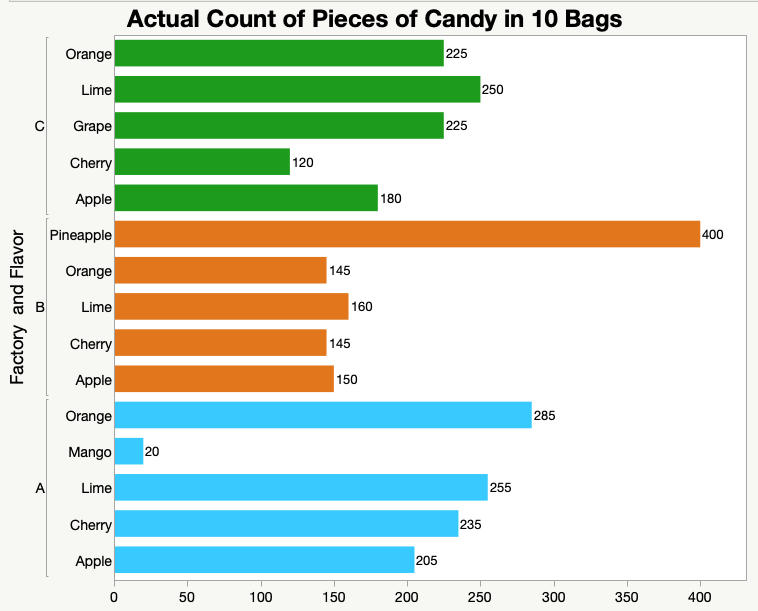 Actual Count of Pieces of Candy in 10 Bags
Factory and Flavor
C
Orange 225
Lime 250
Grape 225
Cherry 120
Apple 180
B
Pineapple 400
Orange 145
Lime 160
Cherry 145
Apple 150
A
Orange 285
Mango 20
Lime 255
Cherry 235
Apple 205
0 50 100 150 200 250 300 350 400